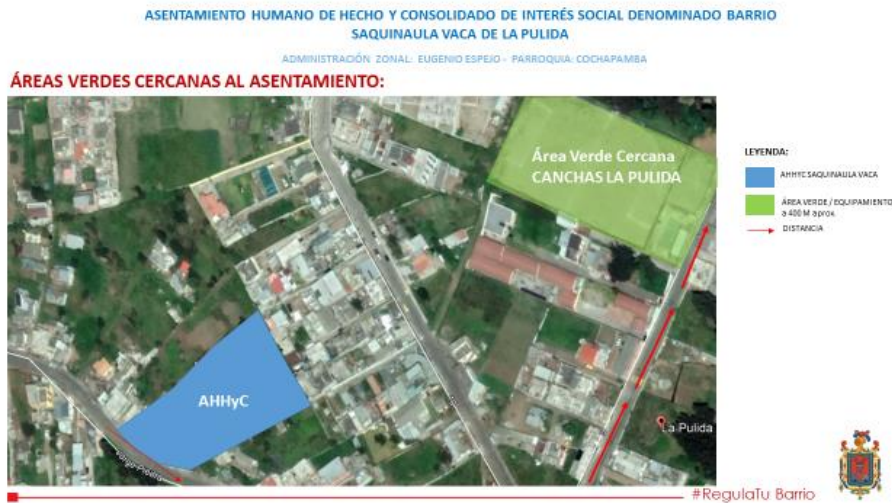 ASENTAMIENTO HUMANO DE HECHO Y CONSOLIDADO DE INTERÉS SOCIAL DENOMINADO BARRIO
SAQUINAULA VACA DE LA PULIDA
ADMINISTRACIÓN ZONAL: EUGENIO ESPEJO - PARROQUIA: COCHAPAMBA
ÁREAS VERDES CERCANAS AL ASENTAMIENTO:
Área Verde Cercana
CANCHAS LA PULIDA
LEYENDA:
AHHYC SAQUINAULA VACA
ÁREA VERDE / EQUIPAMIENTO
a 400 M aprox.
DISTANCIA
AHHyC
La Pulida
#RegulaTu Barrio